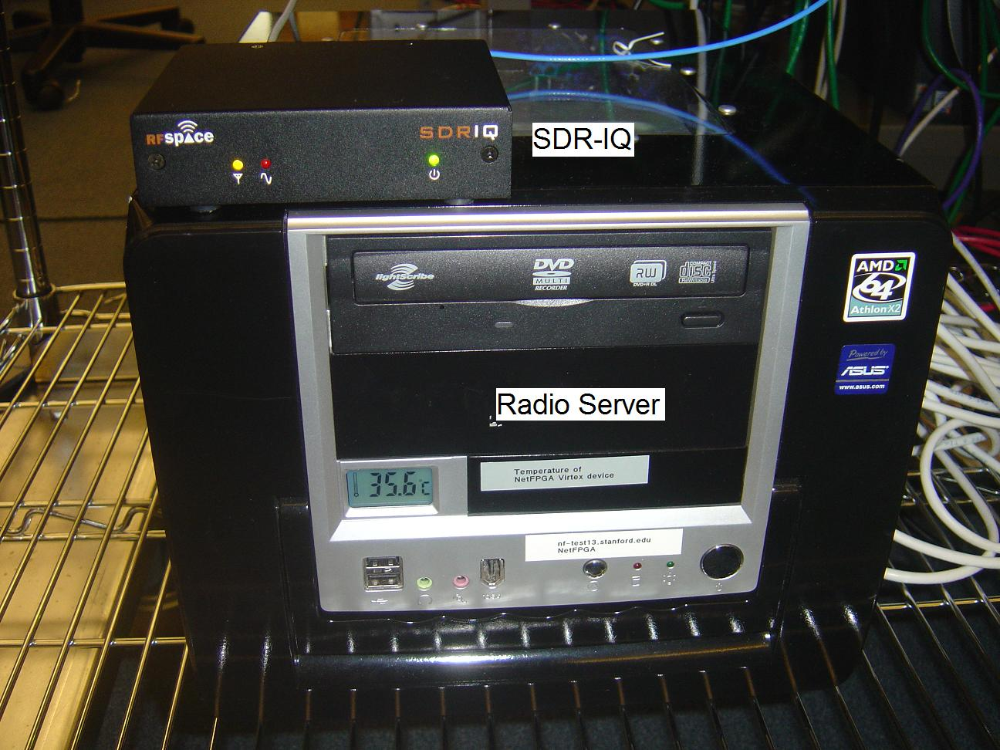 RFspace
SDRIQ
SDR-IQ
lightScribe
DVD
MULTI
RECORDER
RW
DVD+R DL
COMPACT
disc
ReWritable
Ultra Speed
AMD
64
Athlon X2
Powered by
ASUS
www.asus.com
Radio Server
35.6°C
Temperature of
NetFPGA Virtex device
nf-test13.stanford.edu
NetFPGA